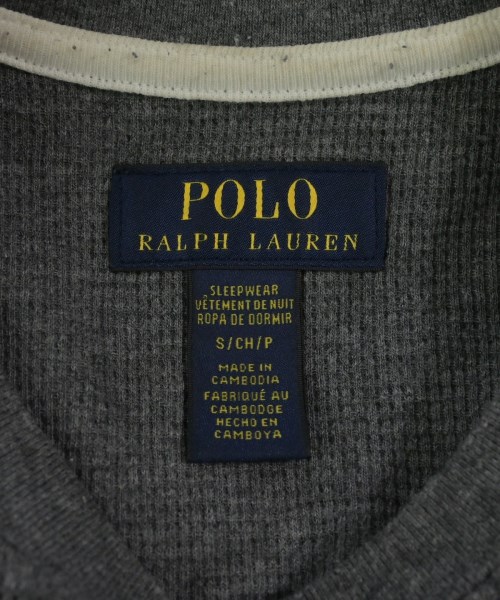 POLO
RALPH LAUREN
SLEEPWEAR
VÊTEMENT DE NUIT
ROPA DE DORMIR
S/CH/P
MADE IN
CAMBODIA
FABRIQUÉ AU
CAMBODGE
HECHO EN
CAMBOYA